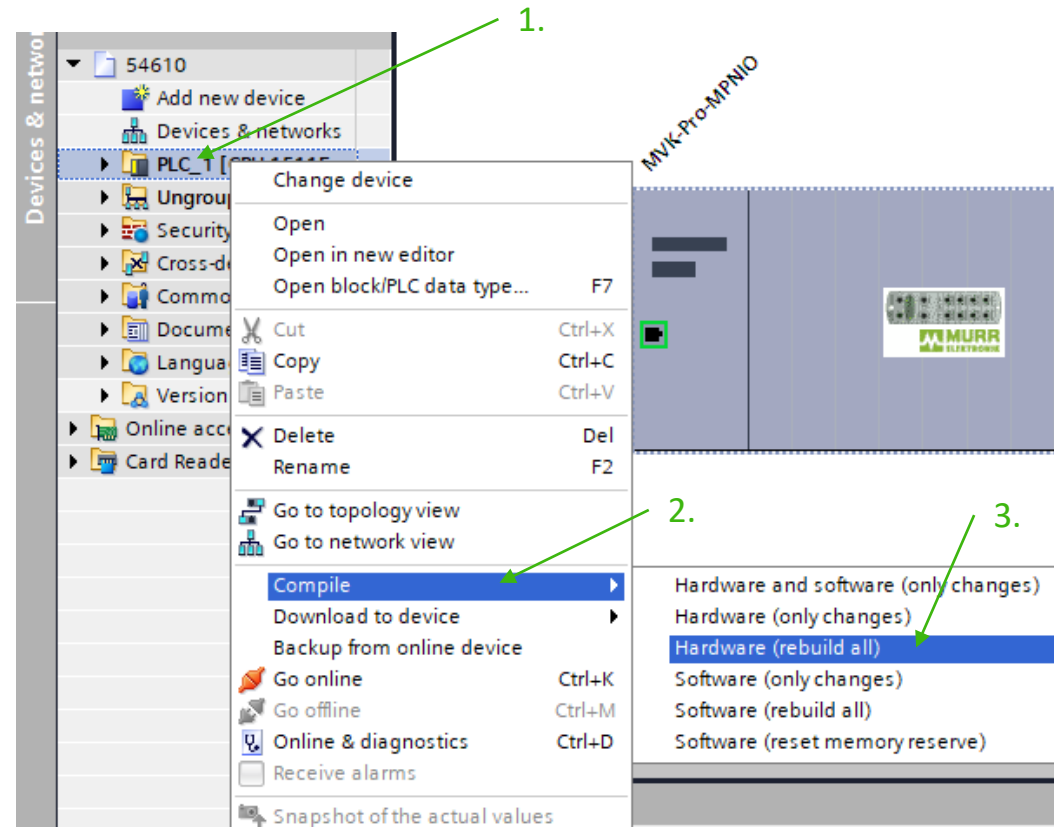 1.
Devices & networ
54610
Add new device
Devices & networks
PLC_1 [CPU 1511F
Ungrou
Security
Cross-d
Commo
Docume
Langua
Version
Online acc
Card Reade
MVK-Pro-MPNIO
MURR
ELEKTRONIK
Change device
Open
Open in new editor
Open block/PLC data type... F7
Cut Ctrl+X
Copy Ctrl+C
Paste Ctrl+V
Delete Del
Rename F2
Go to topology view
Go to network view
2.
3.
Compile
Download to device
Backup from online device
Go online Ctrl+K
Go offline Ctrl+M
Online & diagnostics Ctrl+D
Receive alarms
Snapshot of the actual values
Hardware and software (only changes)
Hardware (only changes)
Hardware (rebuild all)
Software (only changes)
Software (rebuild all)
Software (reset memory reserve)